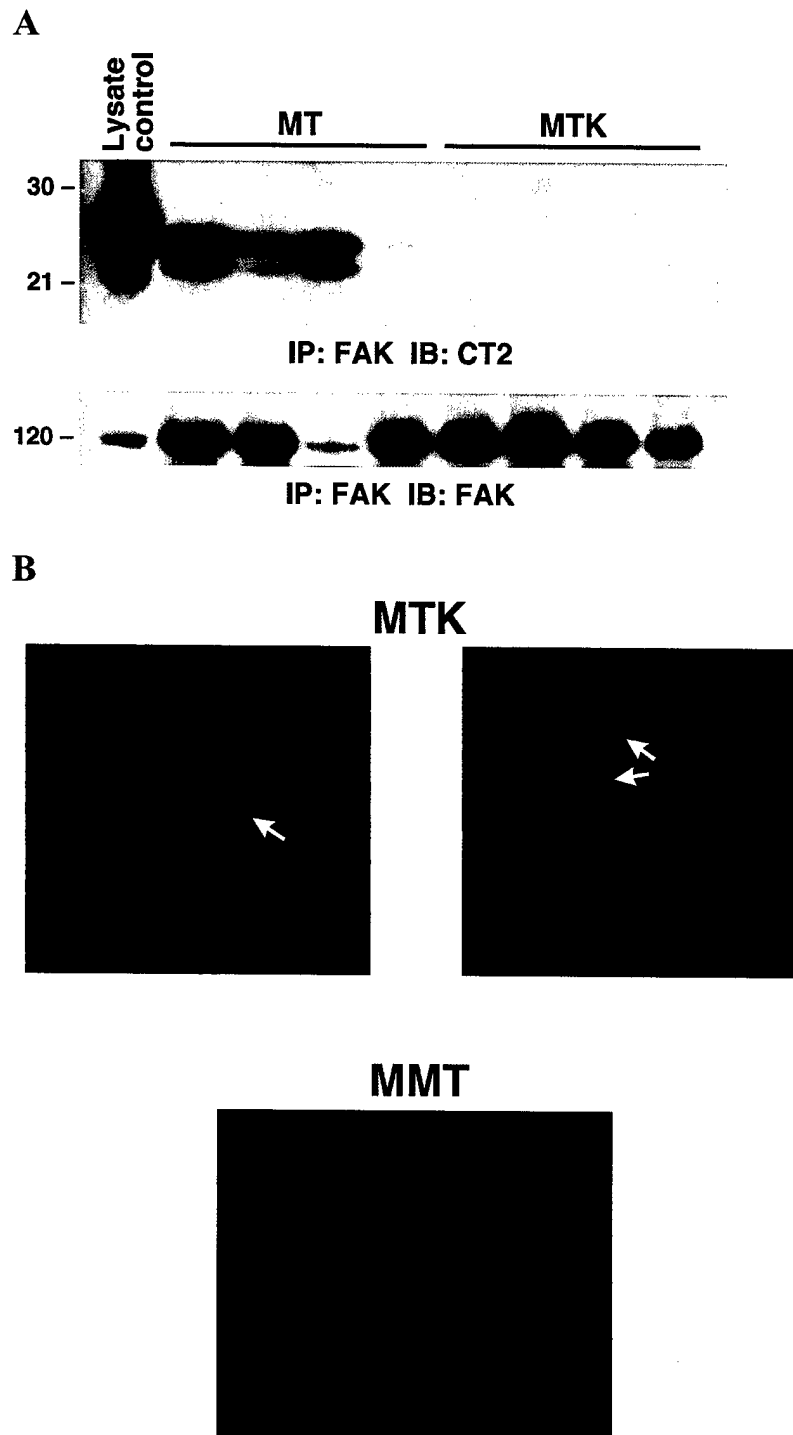 A
Lysate
control
MT
MTK
30 –
21 –
IP: FAK IB: CT2
120 –
IP: FAK IB: FAK
B
MTK
MMT